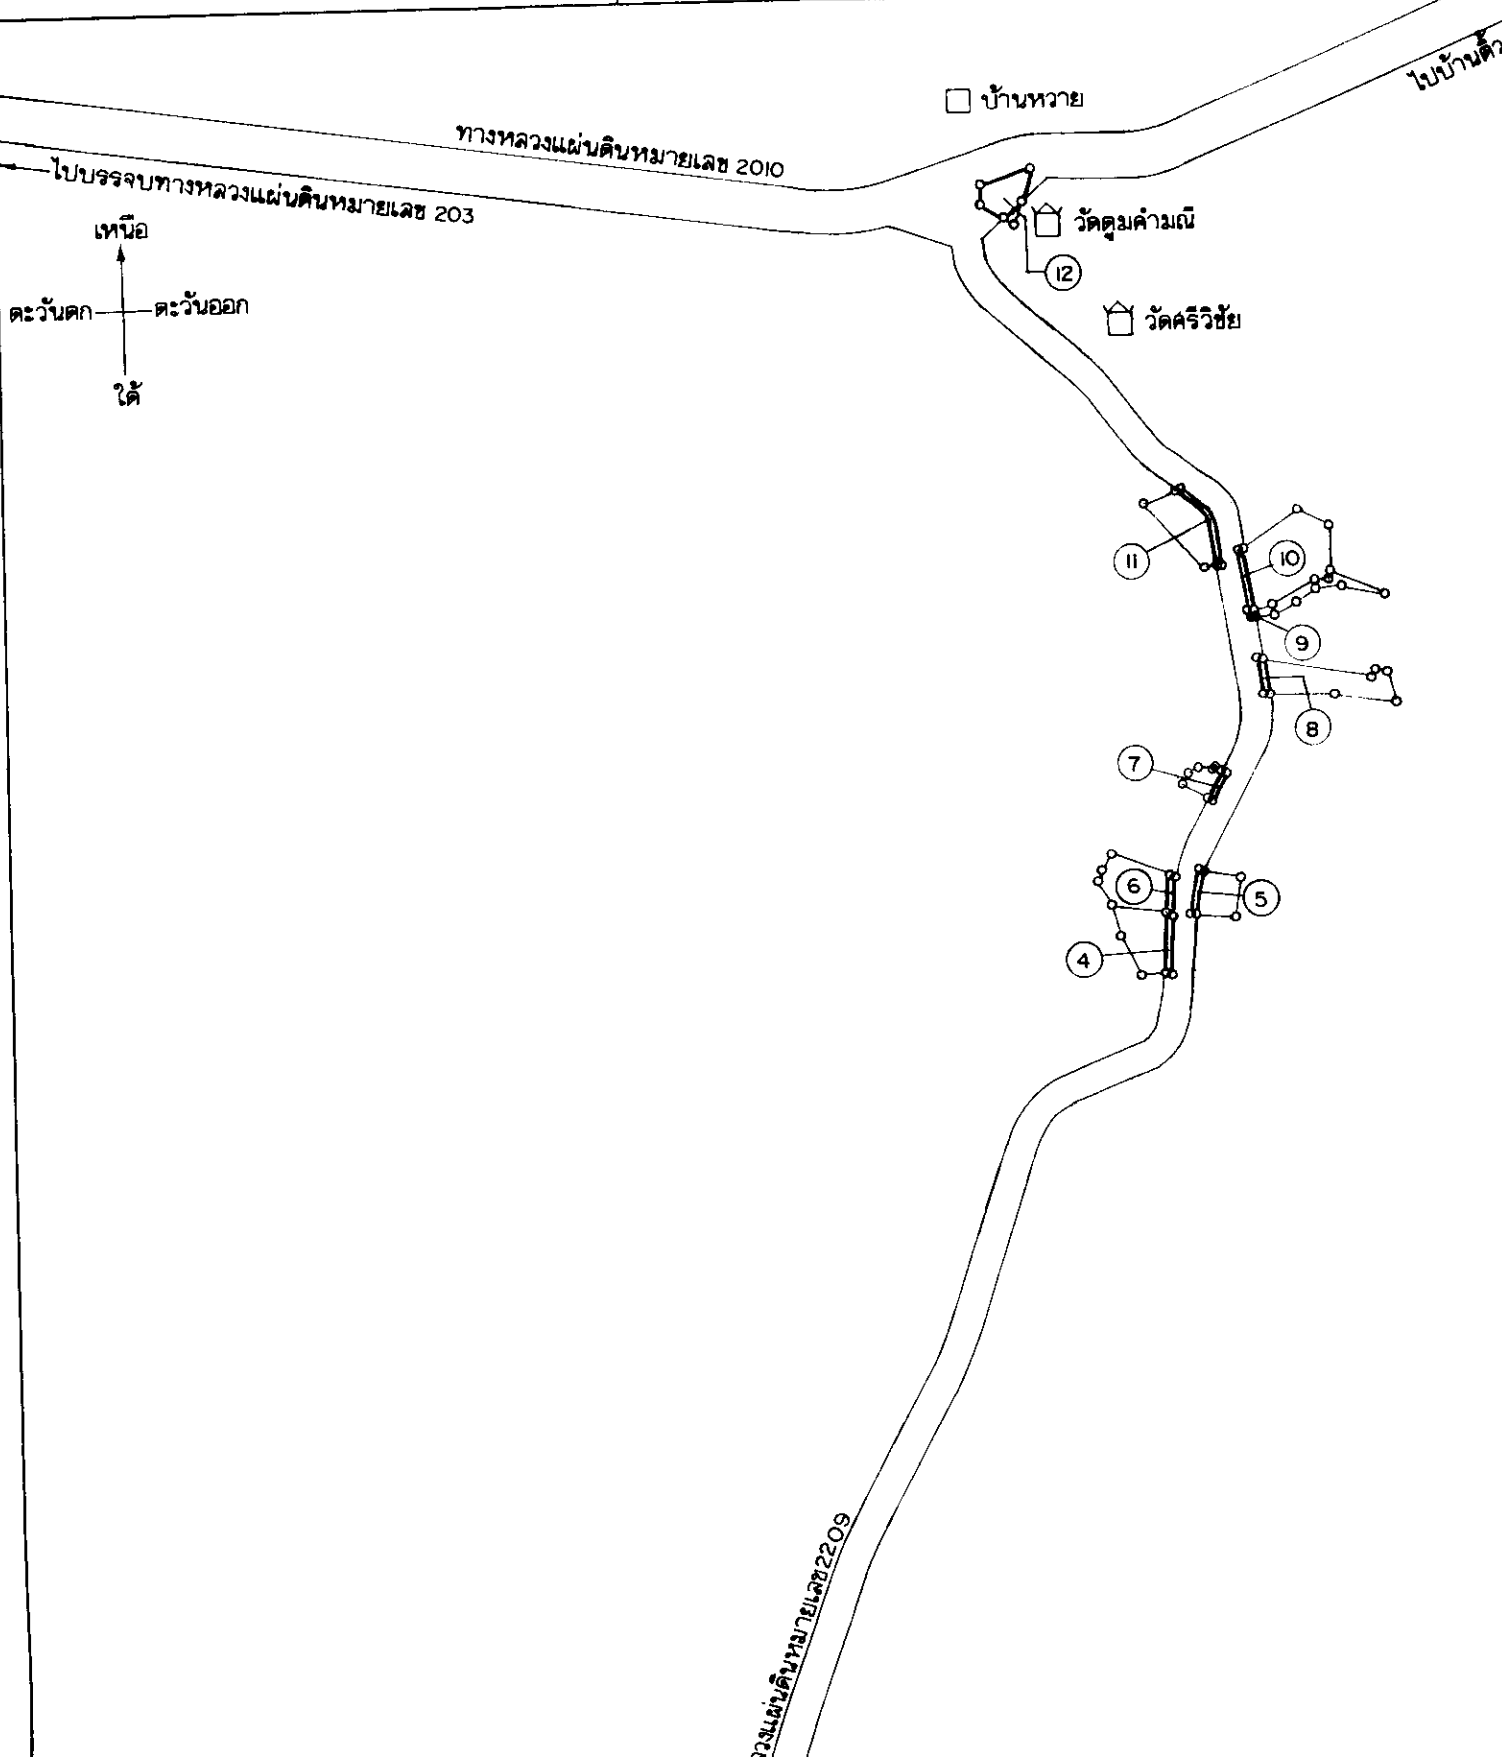 ไปบ้านติ้ว
บ้านหวาย
ทางหลวงแผ่นดินหมายเลข 2010
ไปบรรจบทางหลวงแผ่นดินหมายเลข 203
วัดตูมคำมณี
เหนือ
12
ตะวันตก ตะวันออก
วัดศรีวิชัย
ใต้
11
10
9
8
7
6
5
4
ลวงแผ่นดินหมายเลข2209